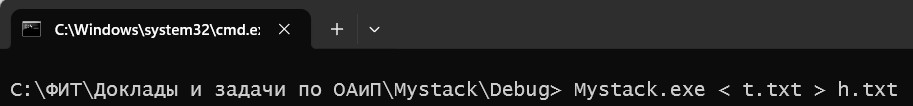 C:\Windows\system32\cmd.e
C:\ФИТ\Доклады и задачи по ОАиП\Mystack\Debug> Mystack.exe < t.txt > h.txt